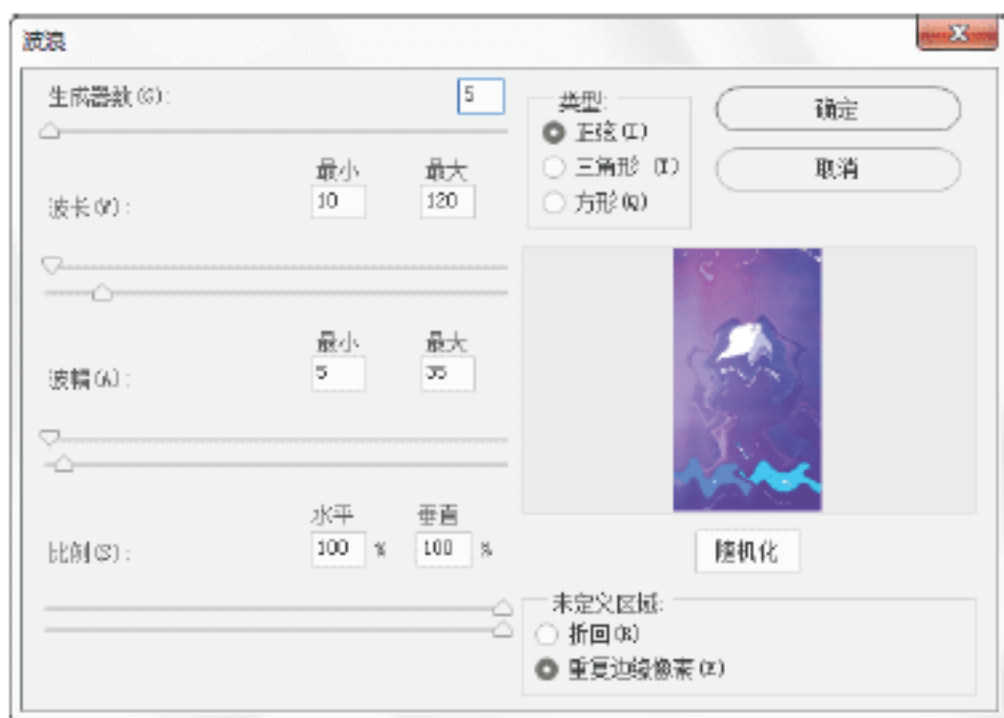 波浪
生成器数(G): 5
最小 最大
波长(W): 10 120
最小 最大
波幅(A): 5 35
水平 垂直
比例(S): 100 % 100 %
类型:
正弦(I)
三角形 (T)
方形(Q)
确定
取消
随机化
未定义区域:
折回(R)
重复边缘像素(E)